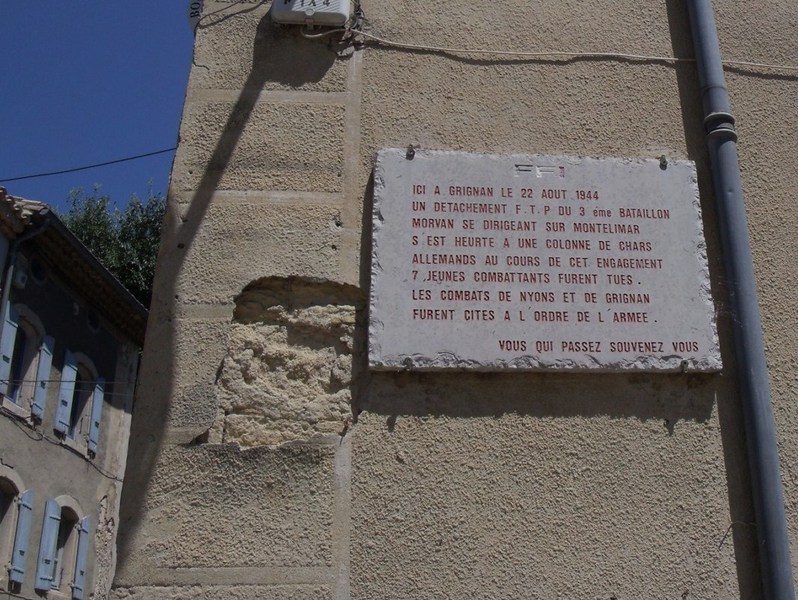 FFI
ICI A. GRIGNAN LE 22 AOUT 1944
UN DETACHEMENT F.T.P DU 3 eme BATAILLON
MORVAN SE DIRIGEANT SUR MONTELIMAR
S'EST HEURTE A UNE COLONNE DE CHARS
ALLEMANDS AU COURS DE CET ENGAGEMENT
7 JEUNES COMBATTANTS FURENT TUES.
LES COMBATS DE NYONS ET DE GRIGNAN
FURENT CITES A L'ORDRE DE L'ARMEE.
VOUS QUI PASSEZ SOUVENEZ VOUS